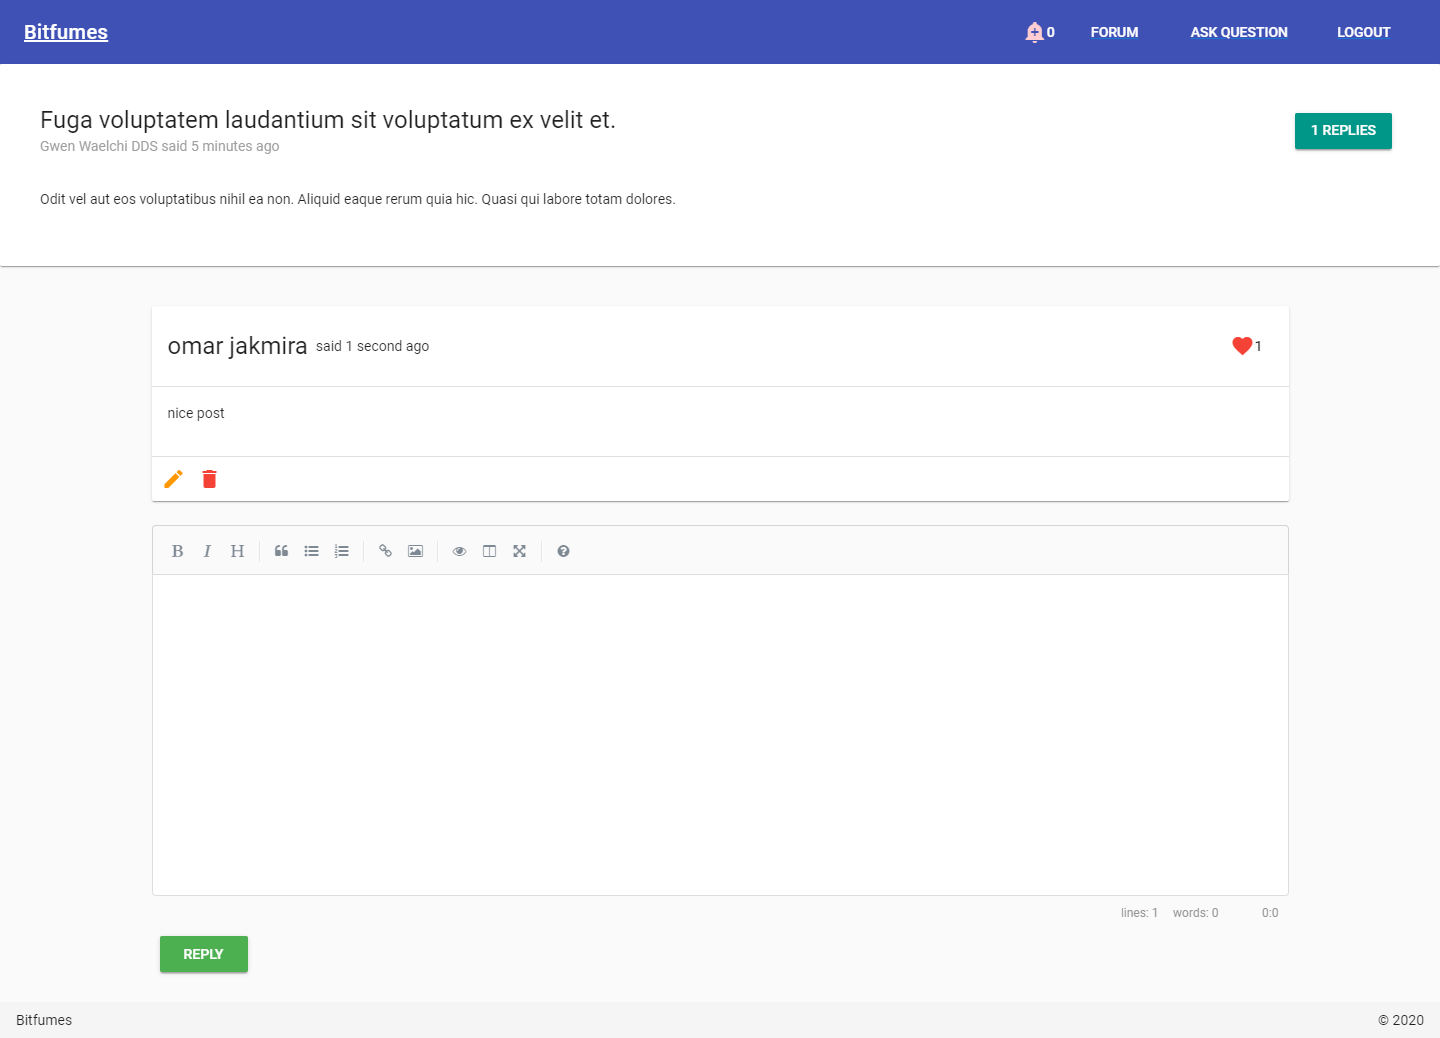 Bitfumes
0 FORUM ASK QUESTION LOGOUT
Fuga voluptatem laudantium sit voluptatum ex velit et.
Gwen Waelchi DDS said 5 minutes ago
1 REPLIES
Odit vel aut eos voluptatibus nihil ea non. Aliquid eaque rerum quia hic. Quasi qui labore totam dolores.
omar jakmira said 1 second ago
1
nice post
B I H
lines: 1 words: 0 0:0
REPLY
Bitfumes
© 2020